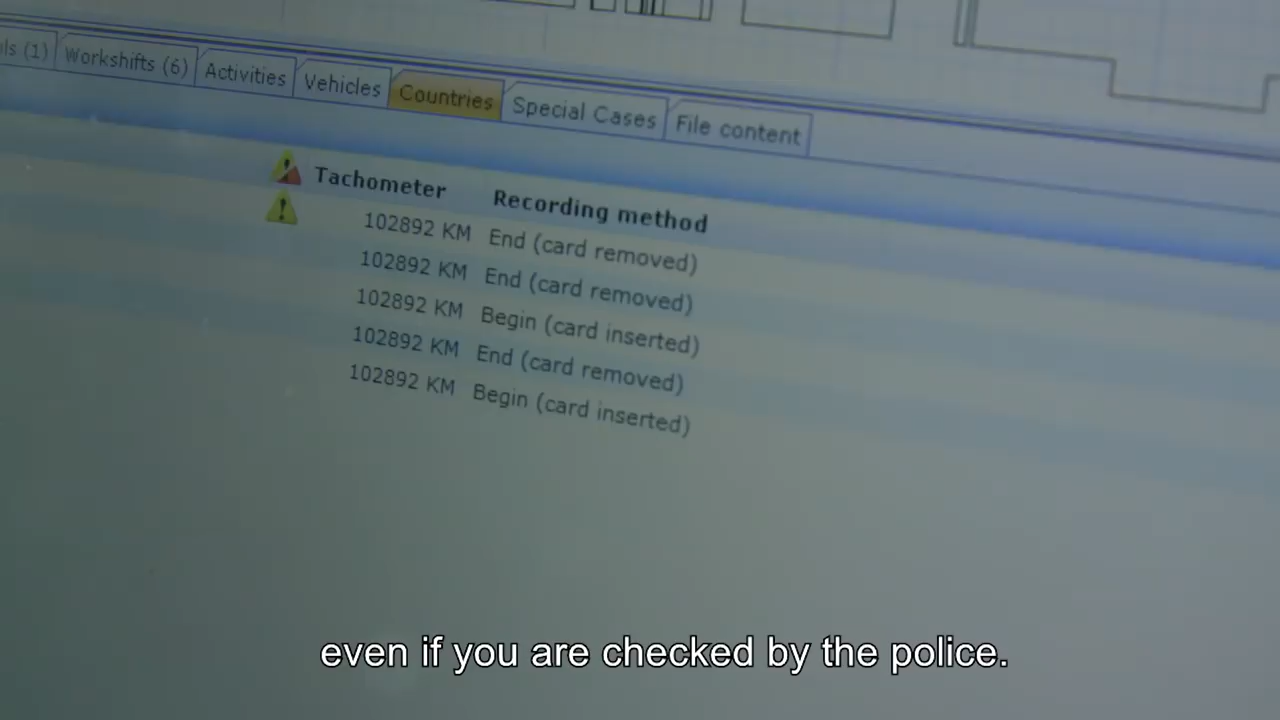 ls (1) Workshifts (6) Activities Vehicles Countries Special Cases File content
Tachometer Recording method
102892 KM End (card removed)
102892 KM End (card removed)
102892 KM Begin (card inserted)
102892 KM End (card removed)
102892 KM Begin (card inserted)
even if you are checked by the police.